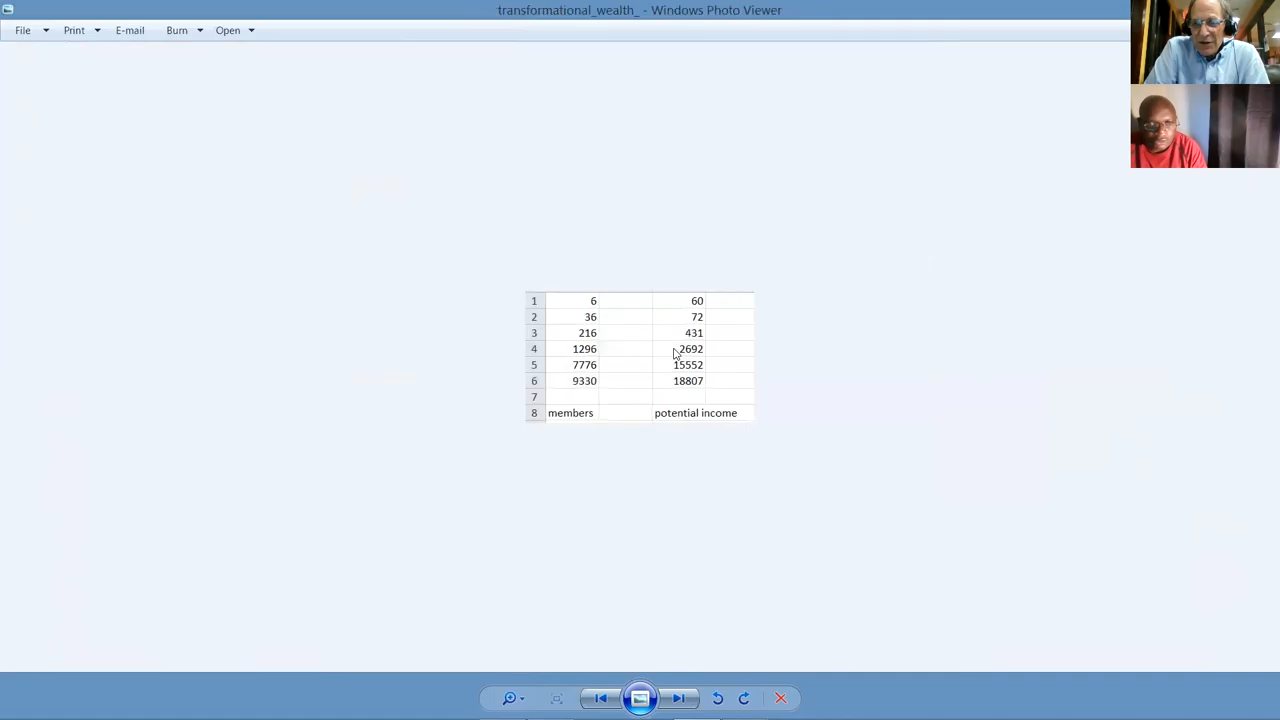 transformational_wealth_ - Windows Photo Viewer
File Print E-mail Burn Open
1 6 60
2 36 72
3 216 431
4 1296 2692
5 7776 15552
6 9330 18807
7
8 members potential income